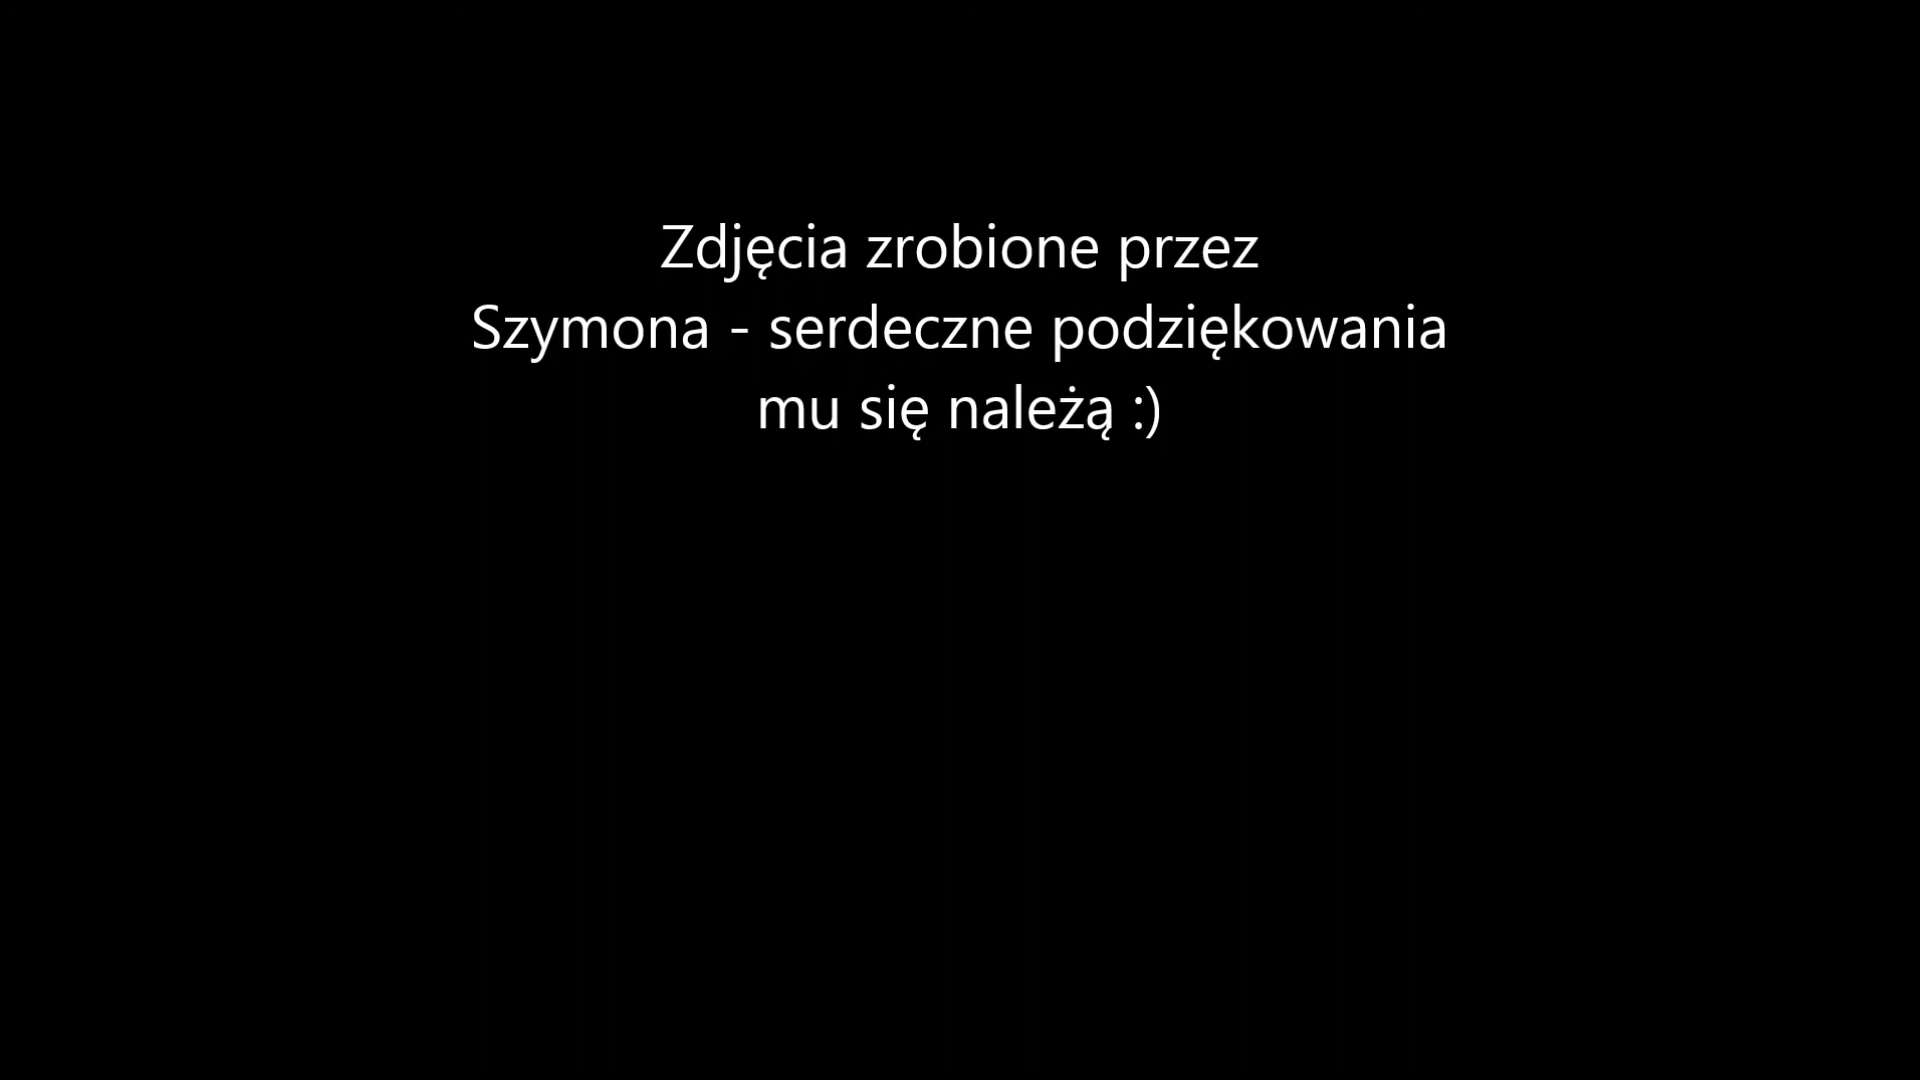 Zdjęcia zrobione przez
Szymona - serdeczne podziękowania
mu się należą :)